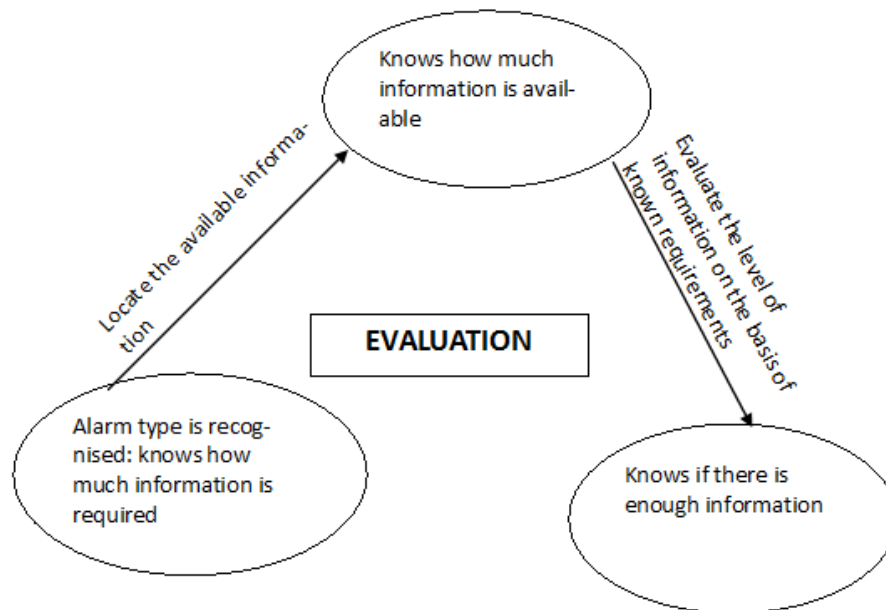 Knows how much
information is avail-
able
Locate the available informa-
tion
Evaluate the level of
information on the basis of
known requirements
EVALUATION
Alarm type is recog-
nised: knows how
much information is
required
Knows if there is
enough information